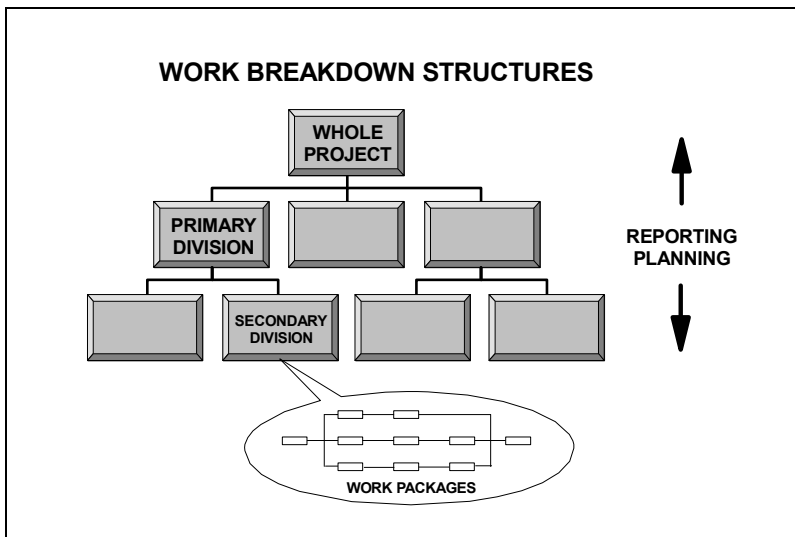 WORK BREAKDOWN STRUCTURES
WHOLE
PROJECT
PRIMARY
DIVISION
REPORTING
PLANNING
SECONDARY
DIVISION
WORK PACKAGES